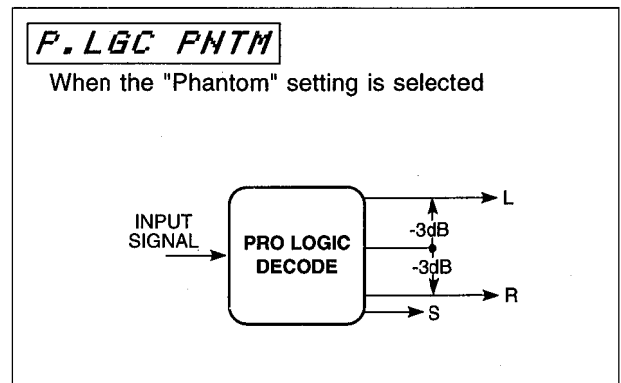 P.LGC PNTM
When the "Phantom" setting is selected
INPUT
SIGNAL
PRO LOGIC
DECODE
L
-3dB
-3dB
R
S